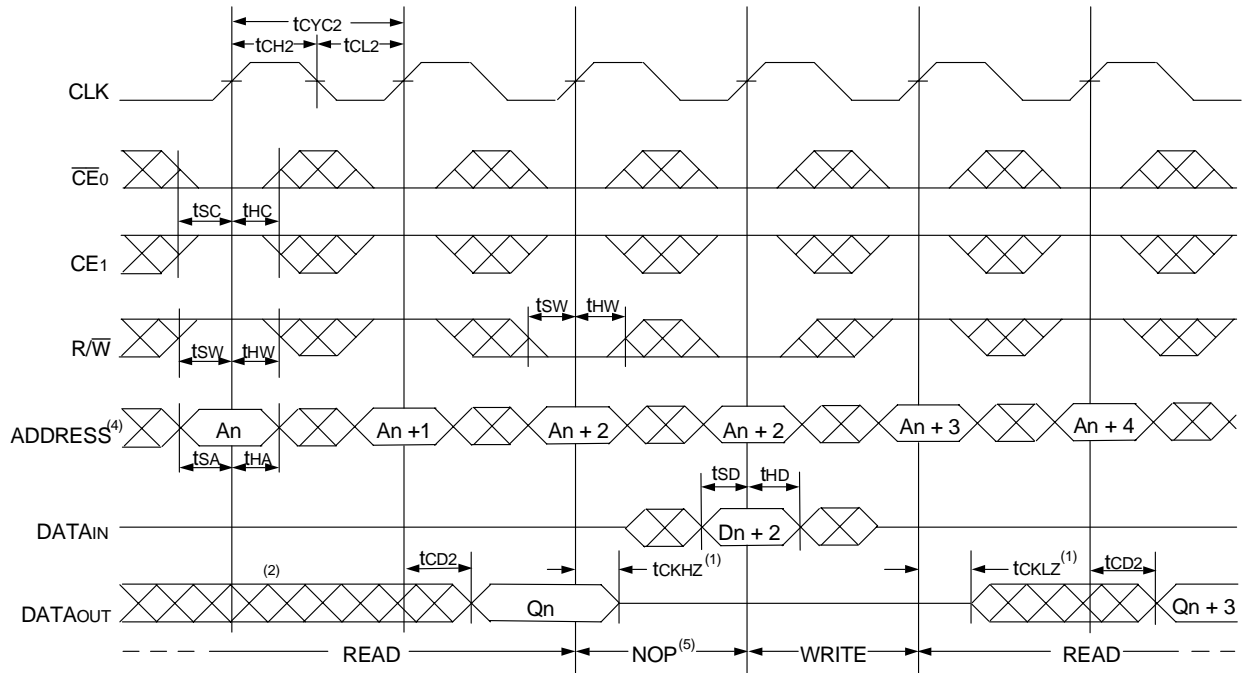 tCYC2
tCH2 tCL2
CLK
CE0
tSC tHC
CE1
tSW tHW
R/W
tSW tHW
ADDRESS(4) An An +1 An + 2 An + 2 An + 3 An + 4
tSA tHA
tSD tHD
DATAIN Dn + 2
(2) tCD2 tCKHZ(1) tCKLZ(1) tCD2
DATAOUT Qn Qn + 3
READ NOP(5) WRITE READ